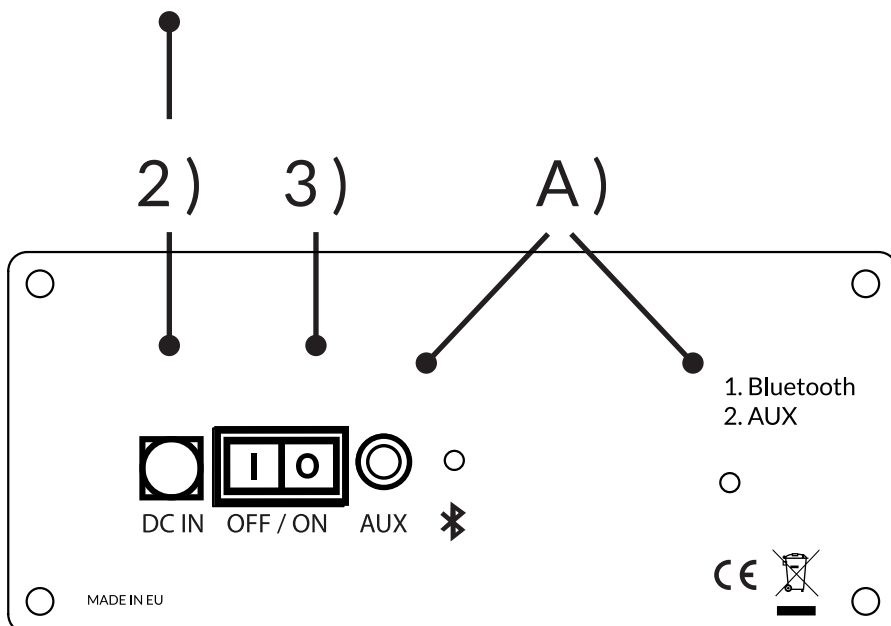 2) 3) A)
1. Bluetooth
2. AUX
I O
DC IN OFF / ON AUX
CE
MADE IN EU